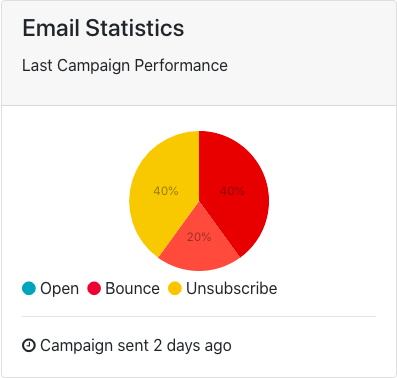 Email Statistics
Last Campaign Performance
40% 40%
20%
Open Bounce Unsubscribe
Campaign sent 2 days ago